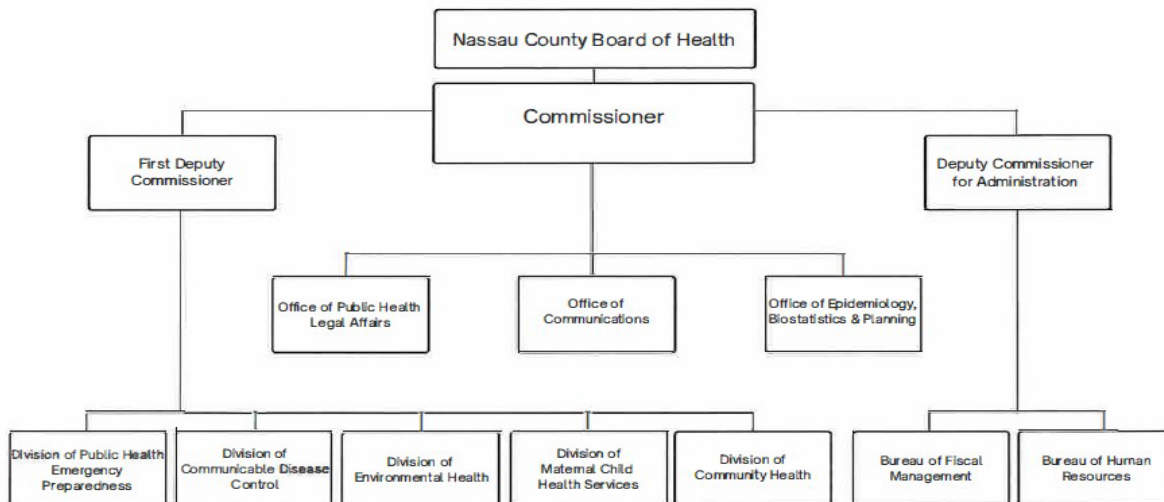 Nassau County Board of Health
Commissioner
First Deputy
Commissioner
Deputy Commissioner
for Administration
Office of Public Health
Legal Affairs
Office of
Communications
Office of Epidemiology,
Biostatistics & Planning
Division of Public Health
Emergency
Preparedness
Division of
Communicable Disease
Control
Division of
Environmental Health
Division of
Maternal Child
Health Services
Division of
Community Health
Bureau of Fiscal
Management
Bureau of Human
Resources